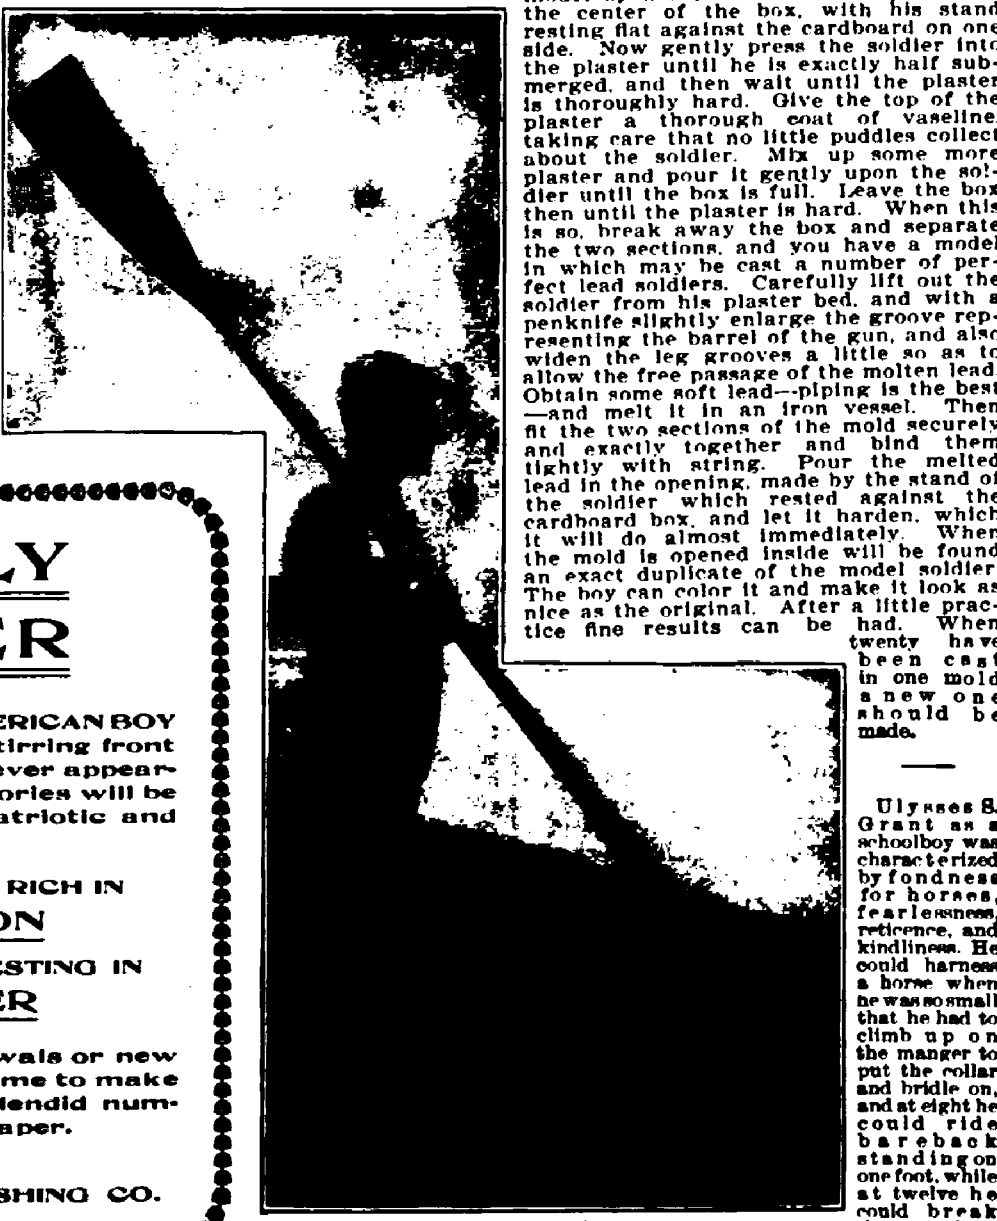 the center of the box, with his stand
resting flat against the cardboard on one
side. Now gently press the soldier into
the plaster until he is exactly half sub-
merged, and then wait until the plaster
is thoroughly hard. Give the top of the
plaster a thorough coat of vaseline,
taking care that no little puddles collect
about the soldier. Mix up some more
plaster and pour it gently upon the sol-
dier until the box is full. Leave the box
then until the plaster is hard. When this
is so, break away the box and separate
the two sections, and you have a model
in which may be cast a number of per-
fect lead soldiers. Carefully lift out the
soldier from his plaster bed, and with a
penknife slightly enlarge the groove rep-
resenting the barrel of the gun, and also
widen the leg grooves a little so as to
allow the free passage of the molten lead.
Obtain some soft lead—piping is the best
—and melt it in an iron vessel. Then
fit the two sections of the mold securely
and exactly together and bind them
tightly with string. Pour the melted
lead in the opening, made by the stand of
the soldier which rested against the
cardboard box, and let it harden, which
it will do almost immediately. When
the mold is opened inside will be found
an exact duplicate of the model soldier.
The boy can color it and make it look as
nice as the original. After a little prac-
tice fine results can be had. When
twenty have
been cast
in one mold
a new one
should be
made.
Ulysses S.
Grant as a
schoolboy was
characterized
by fondness
for horses,
fearlessness,
reticence, and
kindliness. He
could harness
a horse when
he was so small
that he had to
climb up on
the manger to
put the collar
and bridle on,
and at eight he
could ride
bareback
standing on
one foot, while
at twelve he
could break
LY
ER
ERICAN BOY
tirring front
ever appear-
ories will be
atriotic and
RICH IN
ON
ESTING IN
ER
wals or new
me to make
lendid num-
aper.
SHING CO.